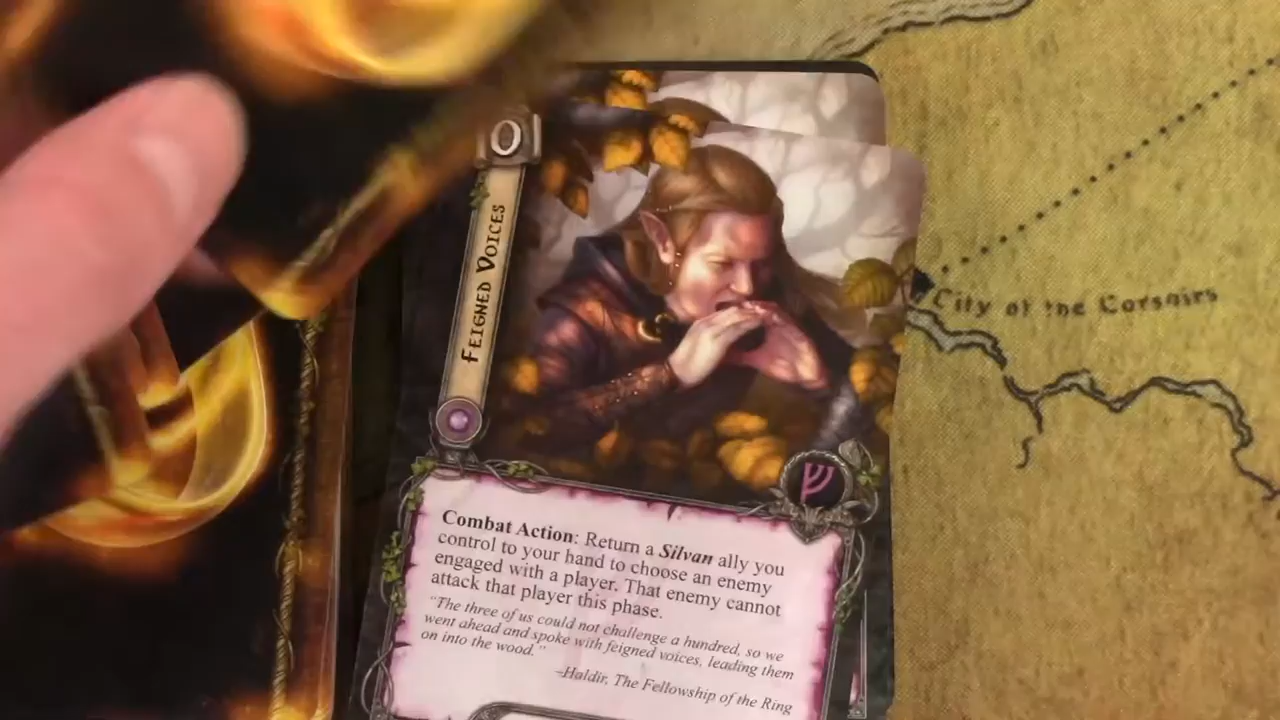 0
FEIGNED VOICES
City of the Corsairs
Combat Action: Return a Silvan ally you
control to your hand to choose an enemy
engaged with a player. That enemy cannot
attack that player this phase.
“The three of us could not challenge a hundred, so we
went ahead and spoke with feigned voices, leading them
on into the wood.”
–Haldir, The Fellowship of the Ring